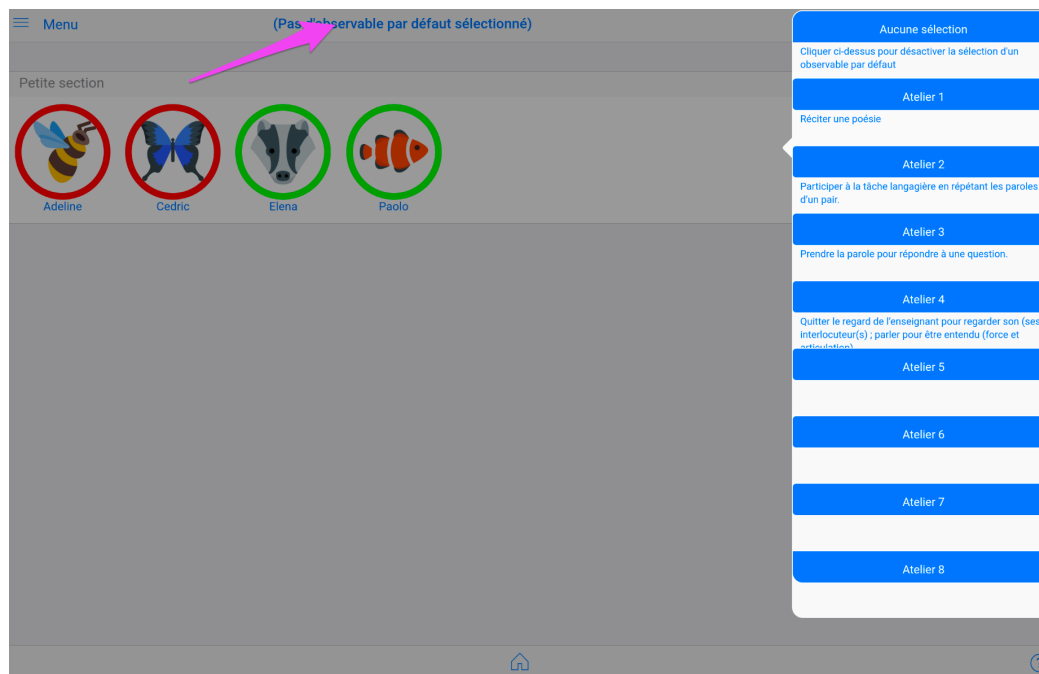 Menu
(Pas d'observable par défaut sélectionné)
Petite section
Adeline
Cedric
Elena
Paolo
Aucune sélection
Cliquer ci-dessus pour désactiver la sélection d'un
observable par défaut
Atelier 1
Réciter une poésie
Atelier 2
Participer à la tâche langagière en répétant les paroles
d'un pair.
Atelier 3
Prendre la parole pour répondre à une question.
Atelier 4
Quitter le regard de l'enseignant pour regarder son (ses
interlocuteur(s) ; parler pour être entendu (force et
articulation)
Atelier 5
Atelier 6
Atelier 7
Atelier 8